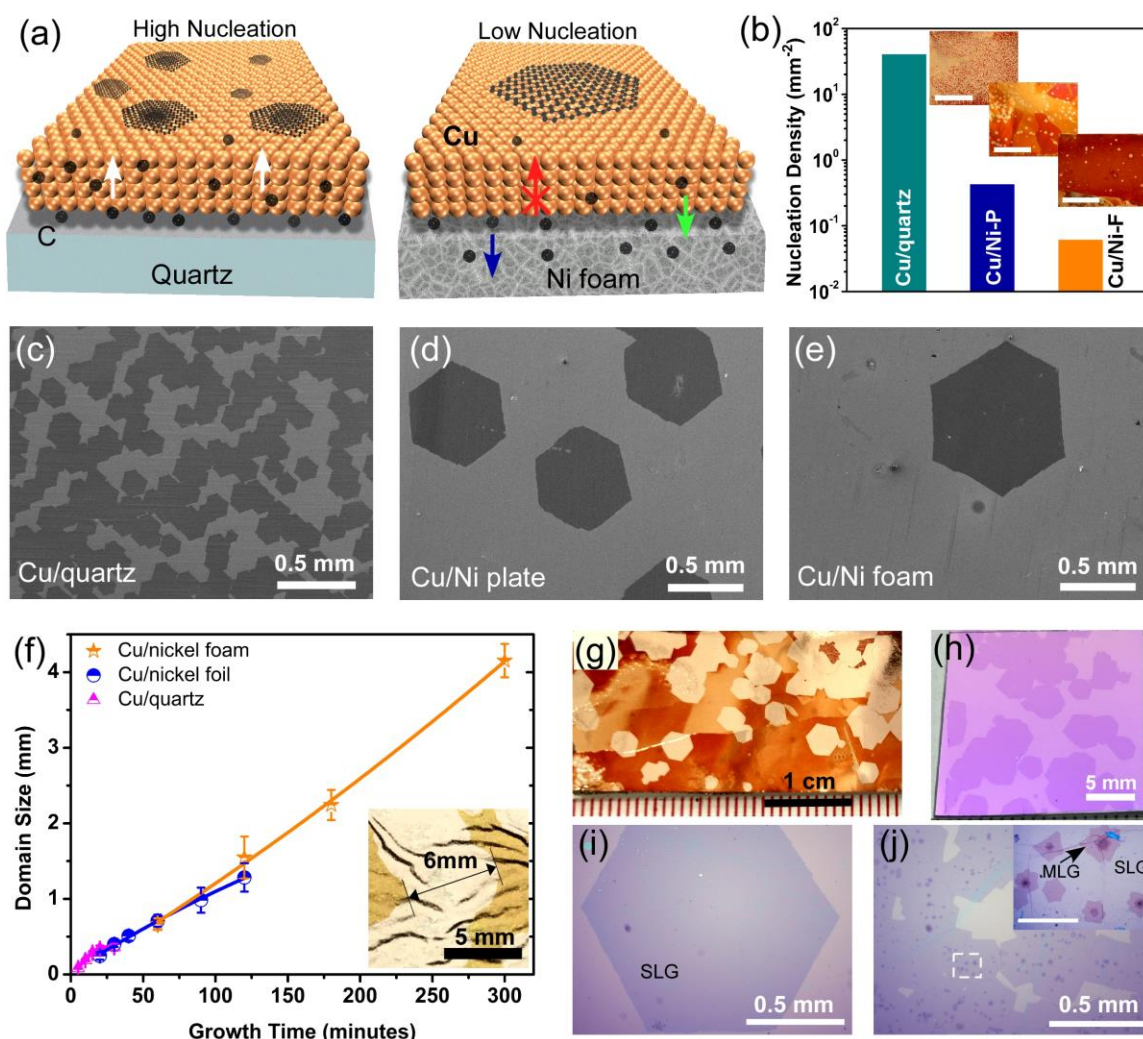 (a)
High Nucleation
Low Nucleation
Cu
C
Quartz
Ni foam
(b)
Nucleation Density (mm⁻²)
10²
10¹
10⁰
10⁻¹
10⁻²
Cu/quartz
Cu/Ni-P
Cu/Ni-F
(c)
Cu/quartz
0.5 mm
(d)
Cu/Ni plate
0.5 mm
(e)
Cu/Ni foam
0.5 mm
(f)
Cu/nickel foam
Cu/nickel foil
Cu/quartz
Domain Size (mm)
4
3
2
1
0
6mm
5 mm
0 50 100 150 200 250 300
Growth Time (minutes)
(g)
1 cm
(h)
5 mm
(i)
SLG
0.5 mm
(j)
MLG
SLG
0.5 mm